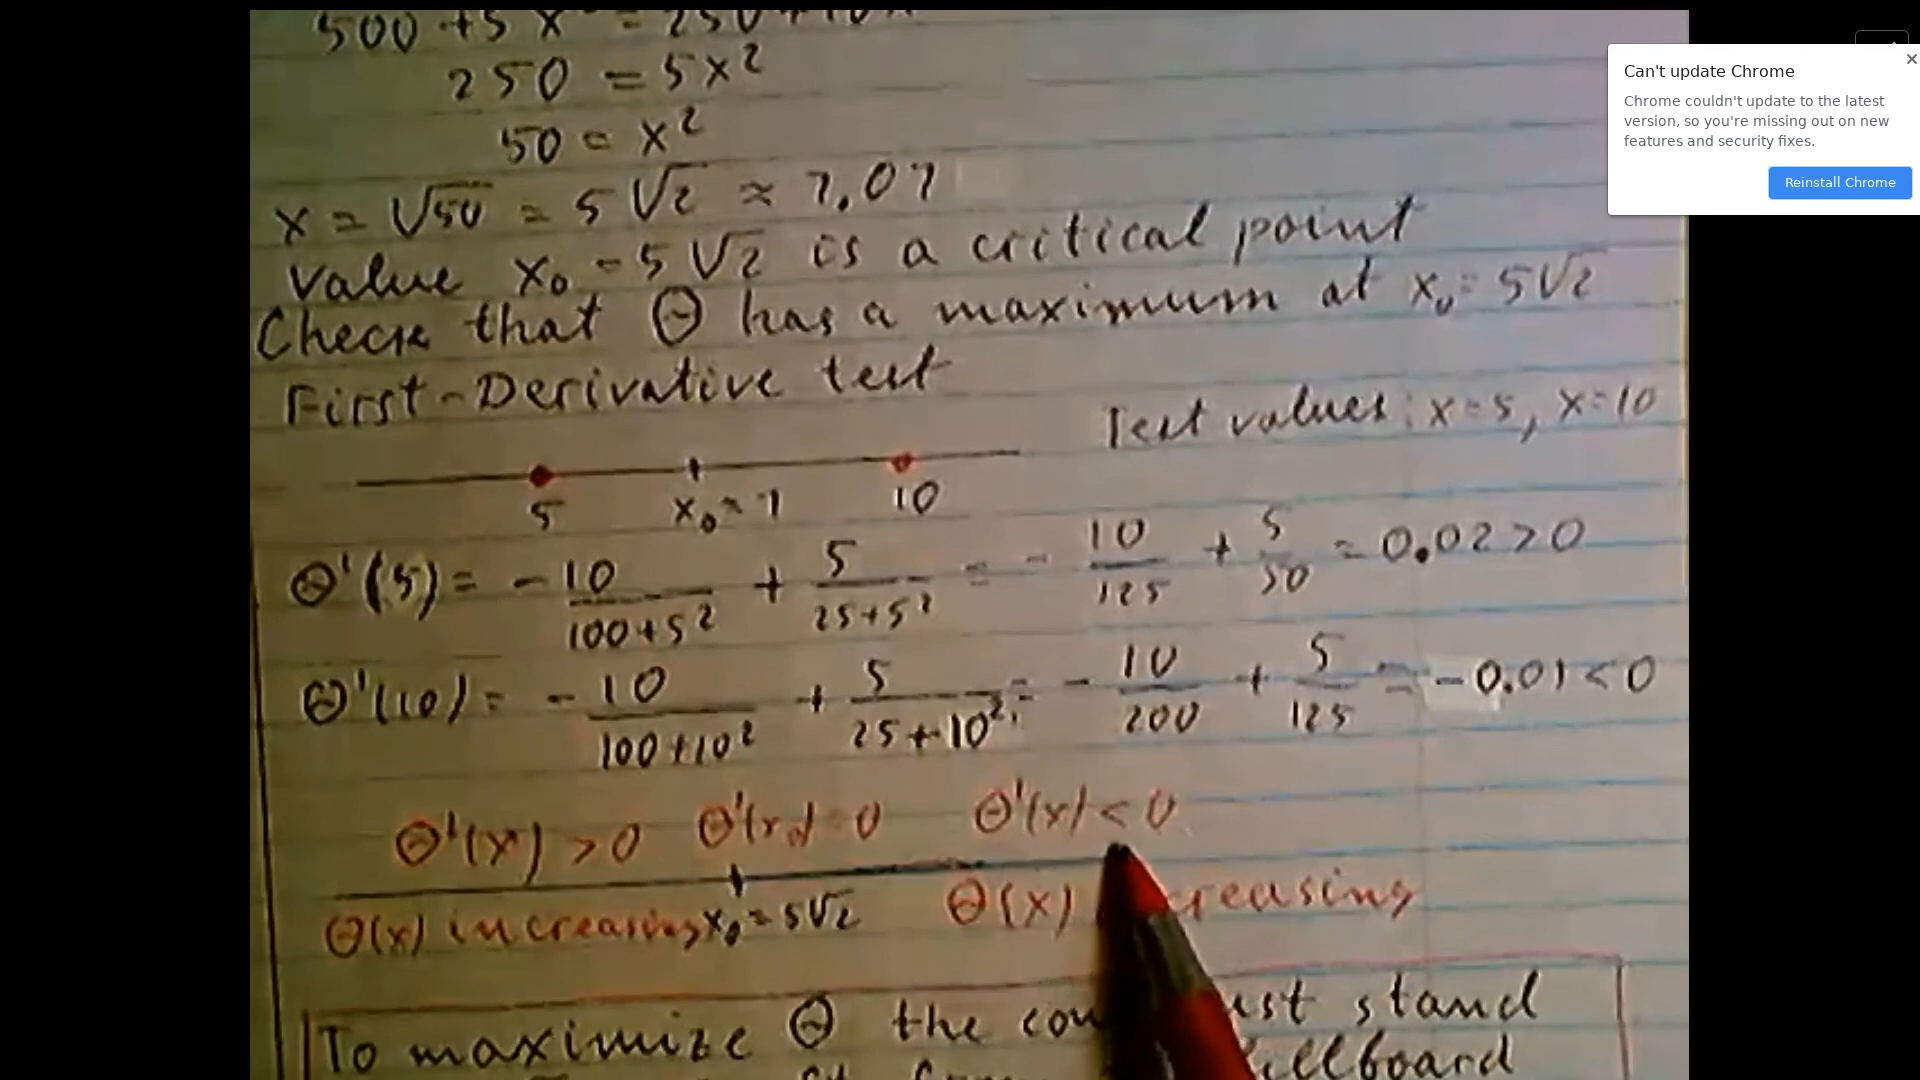 500 + 5x² = 250 + 10x²
250 = 5x²
50 = x²
x = √50 = 5√2 ≈ 7.07
Value x₀ = 5√2 is a critical point
Check that Θ has a maximum at x₀ = 5√2
First-Derivative test
Test values: x=5, x=10
5 x₀ ≈ 7 10
Θ'(5) = - 10/(100+5²) + 5/(25+5²) = - 10/125 + 5/50 = 0.02 > 0
Θ'(10) = - 10/(100+10²) + 5/(25+10²) = - 10/200 + 5/125 = -0.01 < 0
Θ'(x) > 0 Θ'(x₀) = 0 Θ'(x) < 0
Θ(x) increasing x₀ = 5√2 Θ(x) creasing
To maximize Θ the ust stand
illboard
Can't update Chrome
Chrome couldn't update to the latest
version, so you're missing out on new
features and security fixes.
Reinstall Chrome